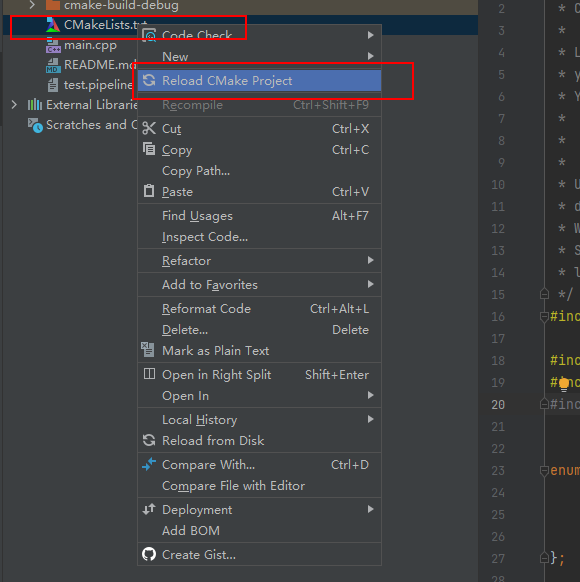 cmake-build-debug
CMakeLists.txt
main.cpp
README.md
test.pipeline
External Librarie
Scratches and C
Code Check
New
Reload CMake Project
Recompile Ctrl+Shift+F9
Cut Ctrl+X
Copy Ctrl+C
Copy Path...
Paste Ctrl+V
Find Usages Alt+F7
Inspect Code...
Refactor
Add to Favorites
Reformat Code Ctrl+Alt+L
Delete... Delete
Mark as Plain Text
Open in Right Split Shift+Enter
Open In
Local History
Reload from Disk
Compare With... Ctrl+D
Compare File with Editor
Deployment
Add BOM
Create Gist...
2 * C
3 *
4 * L
5 * y
6 * Y
7 *
8 *
9 *
10 * U
11 * d
12 * W
13 * S
14 * l
15 */
16 #inc
17
18 #inc
19 #inc
20 #inc
22
23 enum
24
25
26
27 };
28